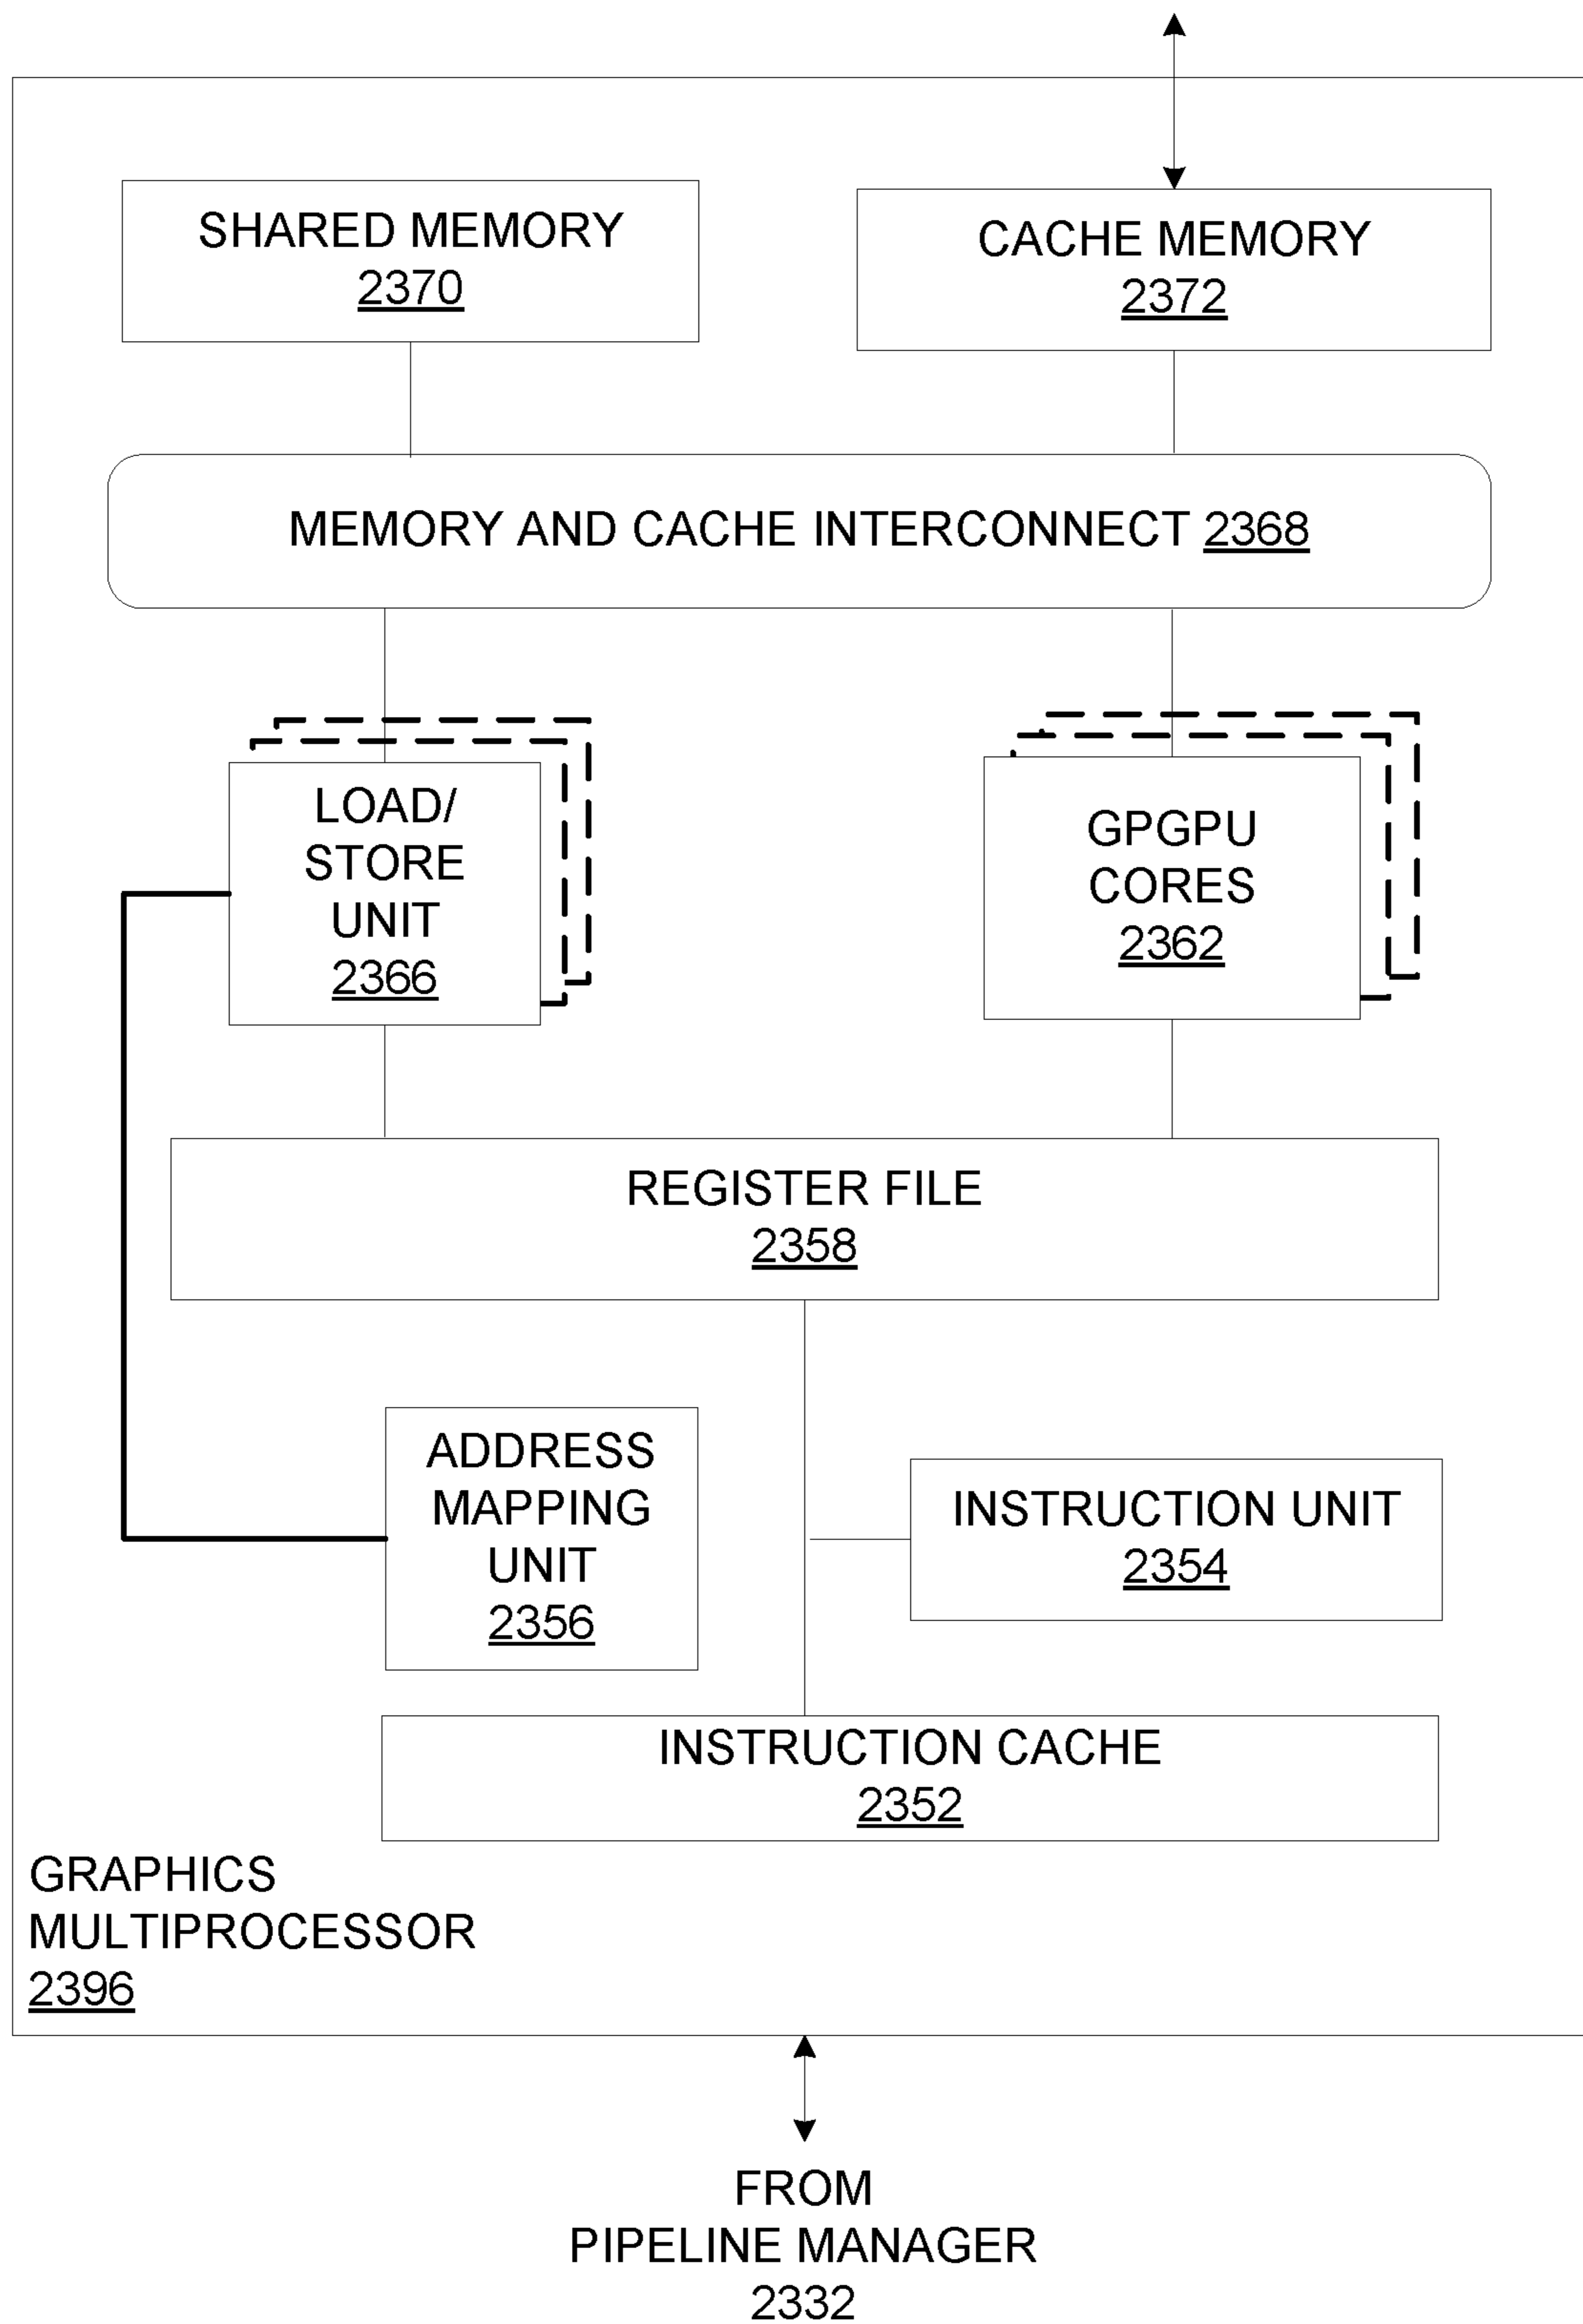 SHARED MEMORY
2370
CACHE MEMORY
2372
MEMORY AND CACHE INTERCONNECT 2368
LOAD/
STORE
UNIT
2366
GPGPU
CORES
2362
REGISTER FILE
2358
ADDRESS
MAPPING
UNIT
2356
INSTRUCTION UNIT
2354
INSTRUCTION CACHE
2352
GRAPHICS
MULTIPROCESSOR
2396
FROM
PIPELINE MANAGER
2332